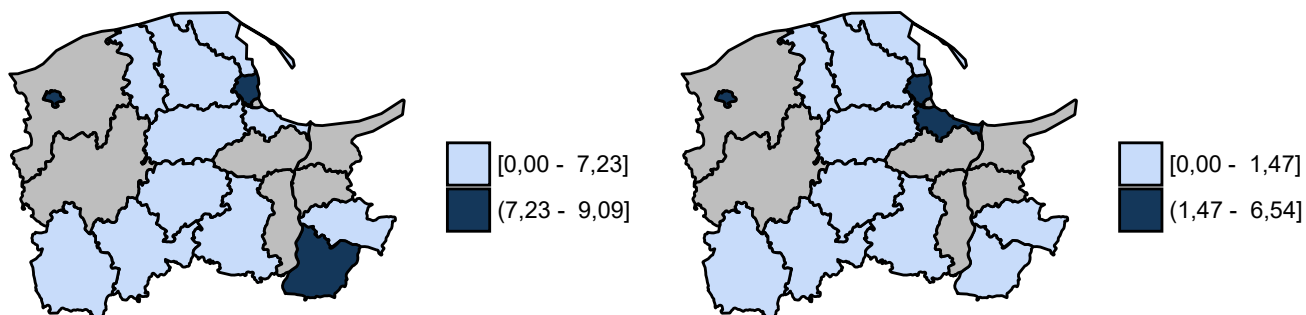 [0,00 - 7,23]
(7,23 - 9,09]
[0,00 - 1,47]
(1,47 - 6,54]